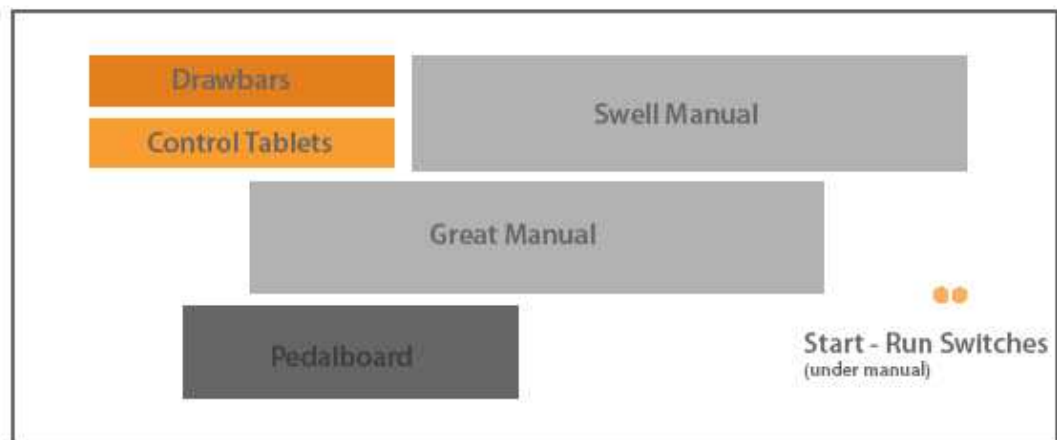 Drawbars
Swell Manual
Control Tablets
Great Manual
Pedalboard
Start - Run Switches
(under manual)